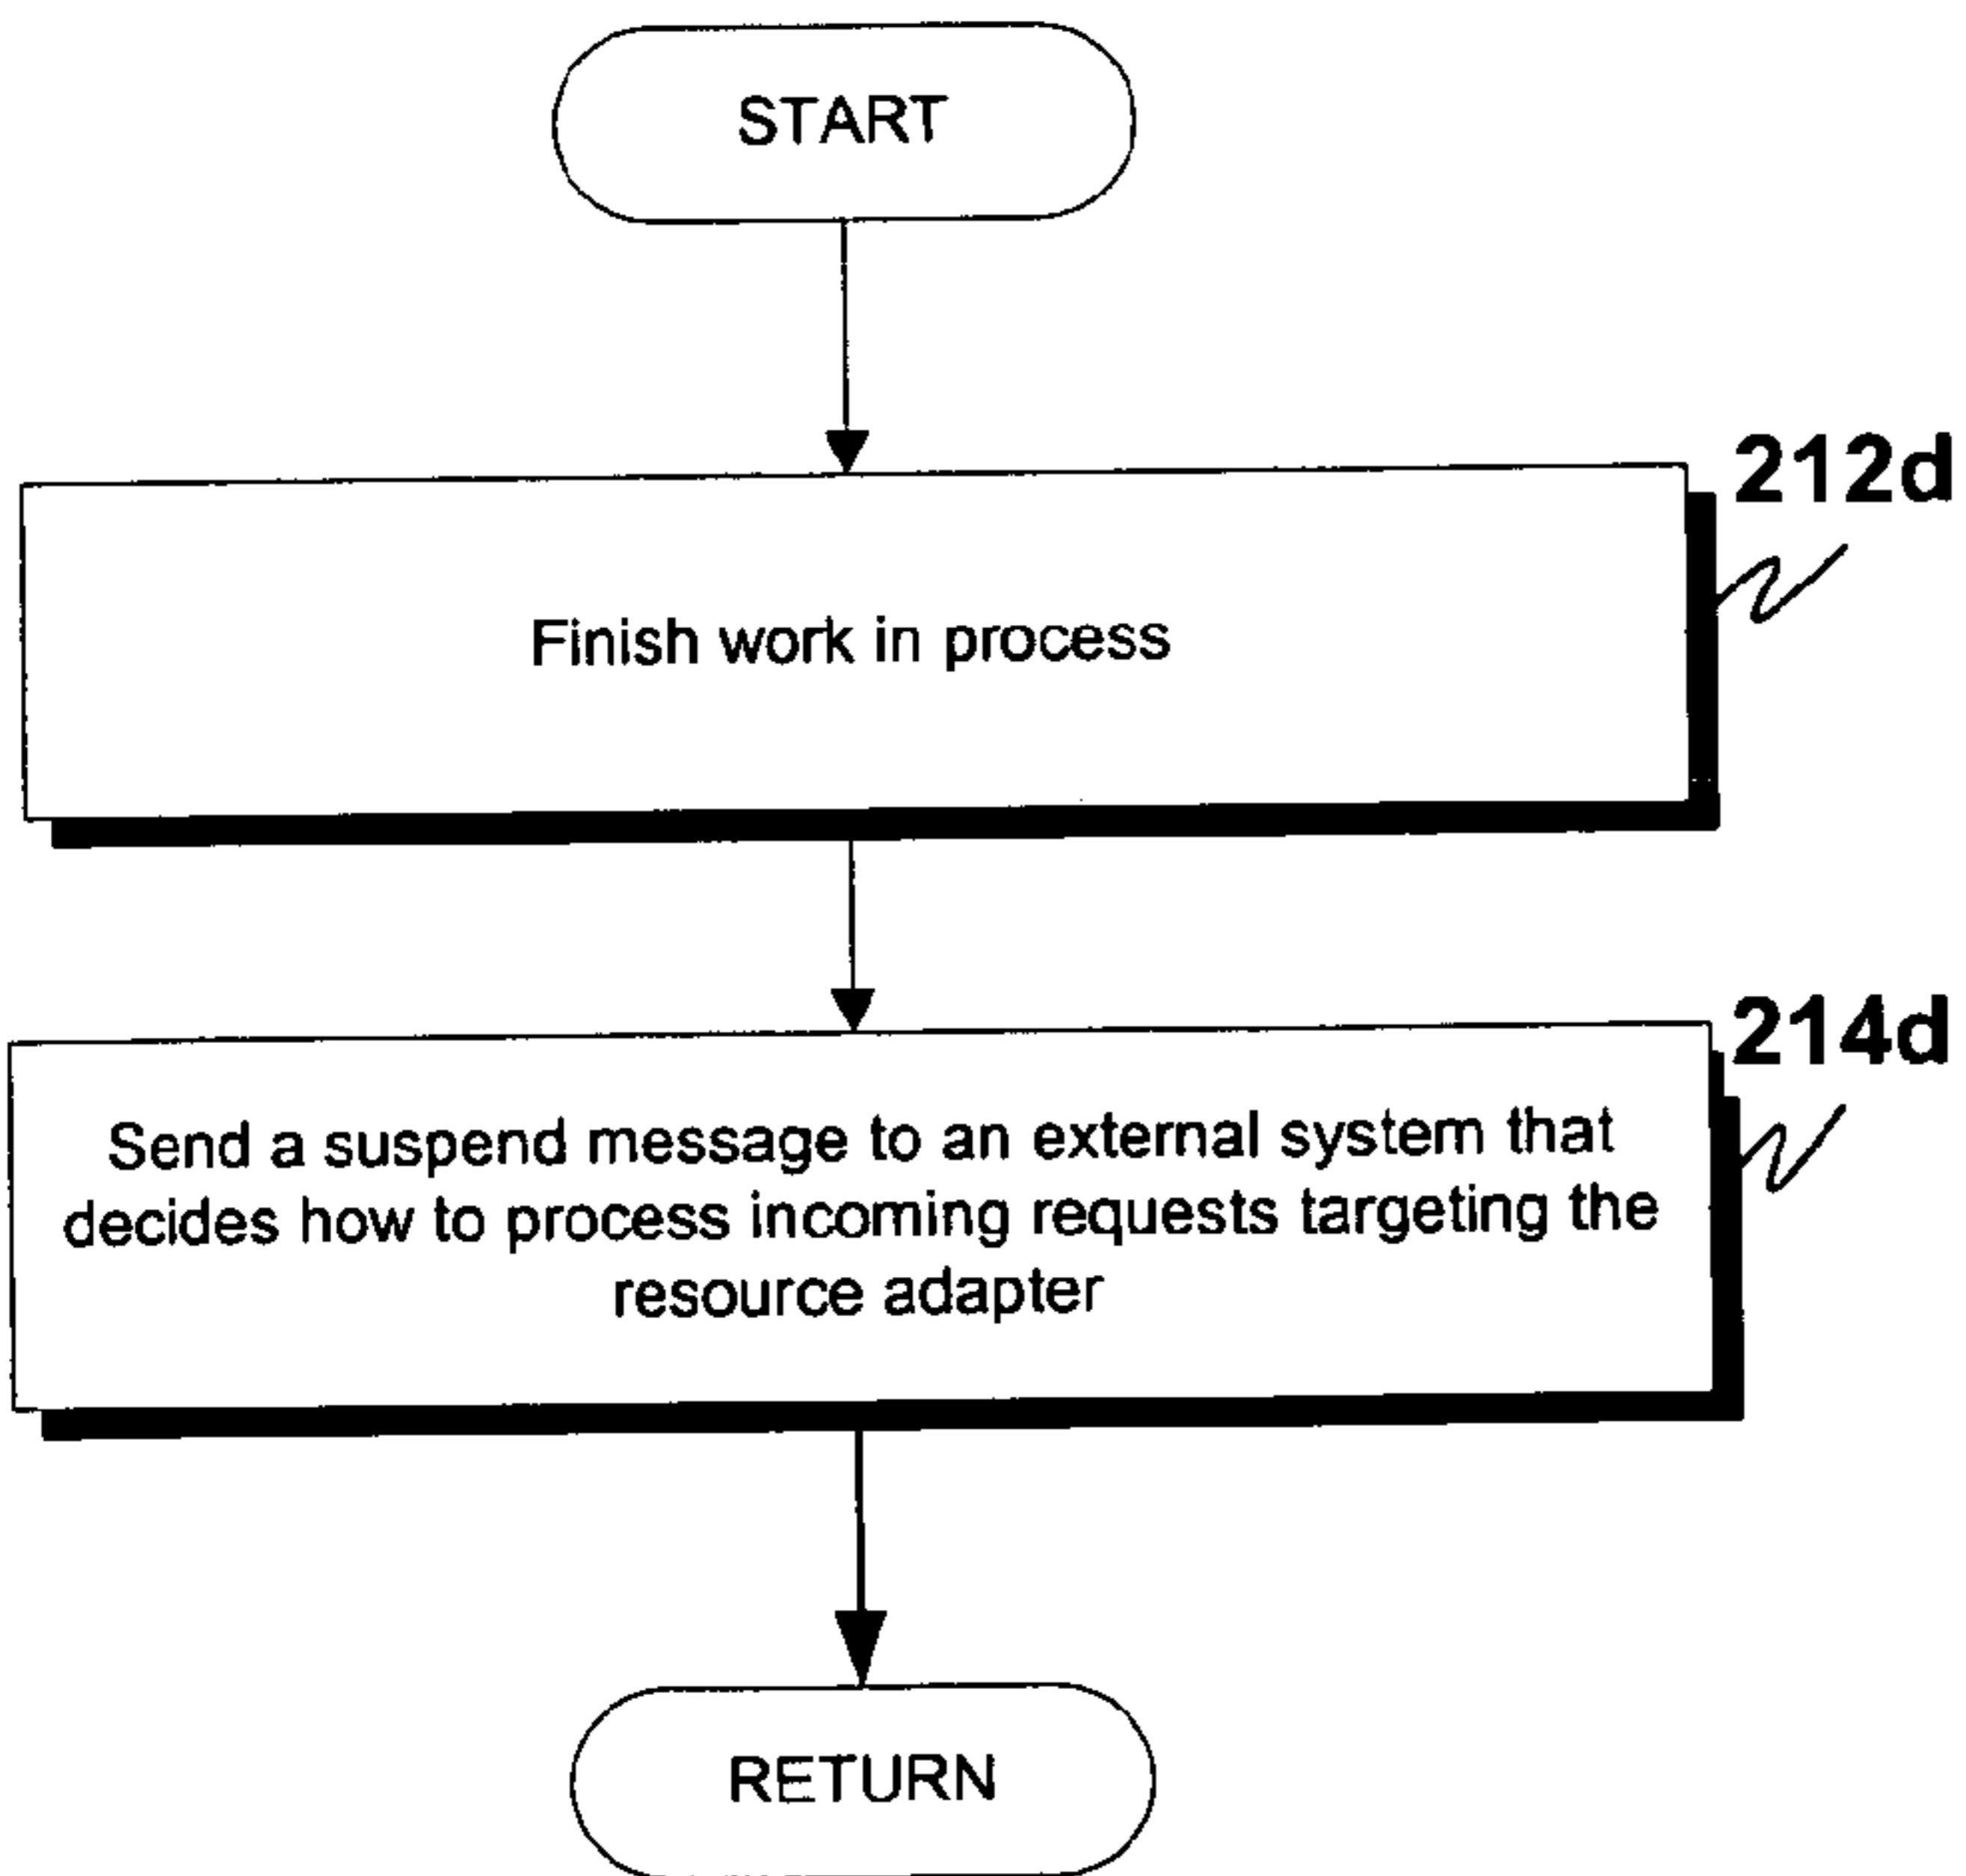 START
212d
Finish work in process
214d
Send a suspend message to an external system that
decides how to process incoming requests targeting the
resource adapter
RETURN